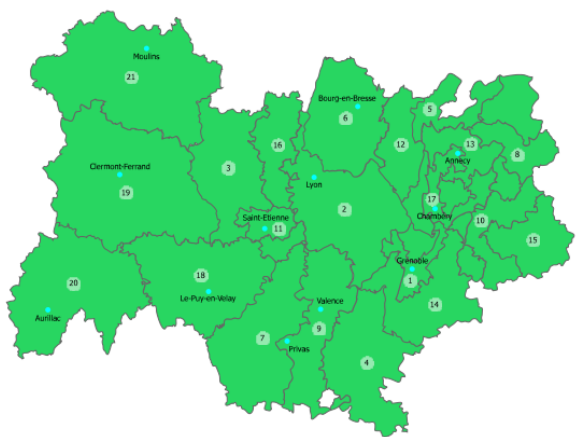 Moulins
21
Bourg-en-Bresse
6
5
16
12
13
Annecy
8
3
Clermont-Ferrand
19
Lyon
17
Chambéry
2
10
Saint-Etienne
11
15
Grenoble
1
18
20
Le-Puy-en-Velay
14
Aurillac
Valence
9
7
Privas
4